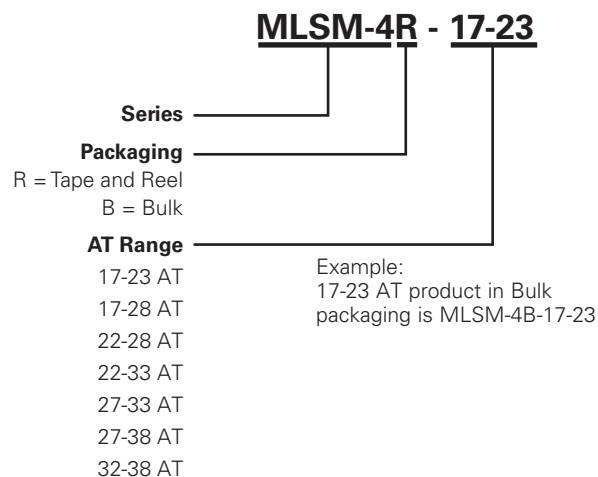 MLSM-4R - 17-23
Series
Packaging
R = Tape and Reel
B = Bulk
AT Range
17-23 AT
17-28 AT
22-28 AT
22-33 AT
27-33 AT
27-38 AT
32-38 AT
Example:
17-23 AT product in Bulk
packaging is MLSM-4B-17-23